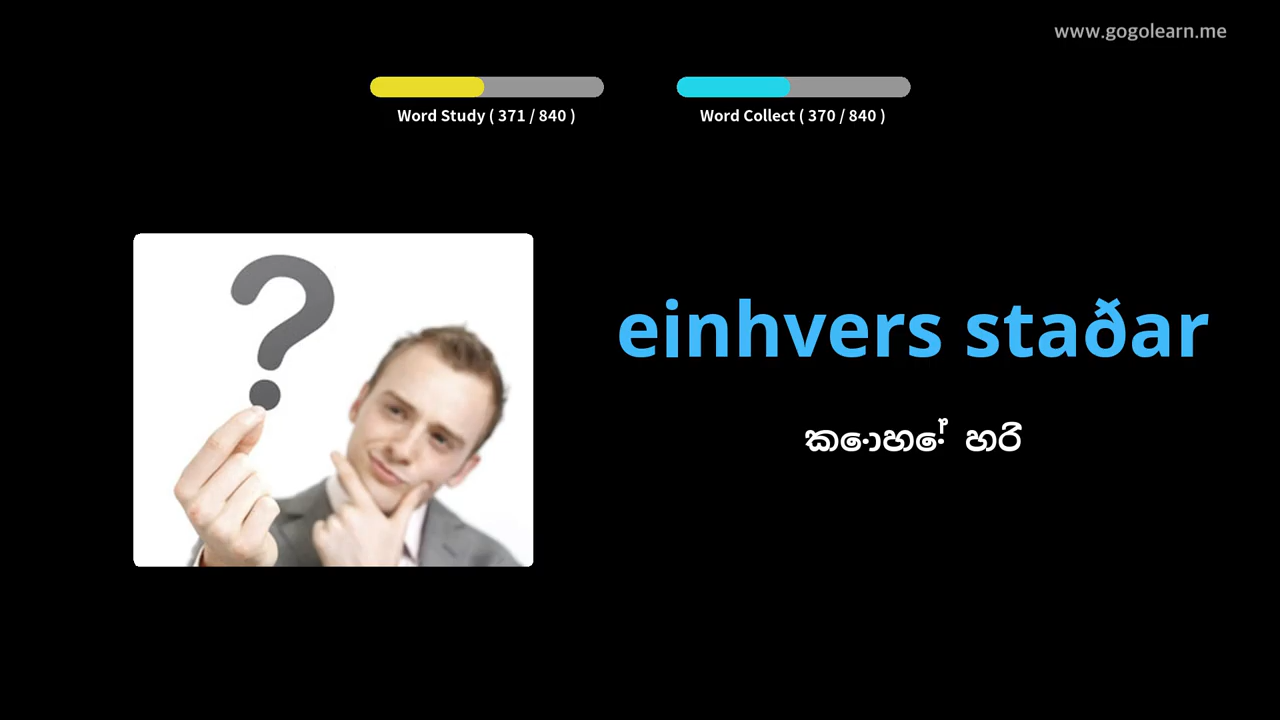 www.gogolearn.me
Word Study ( 371 / 840 )
Word Collect ( 370 / 840 )
einhvers staðar
කොහේ හරි